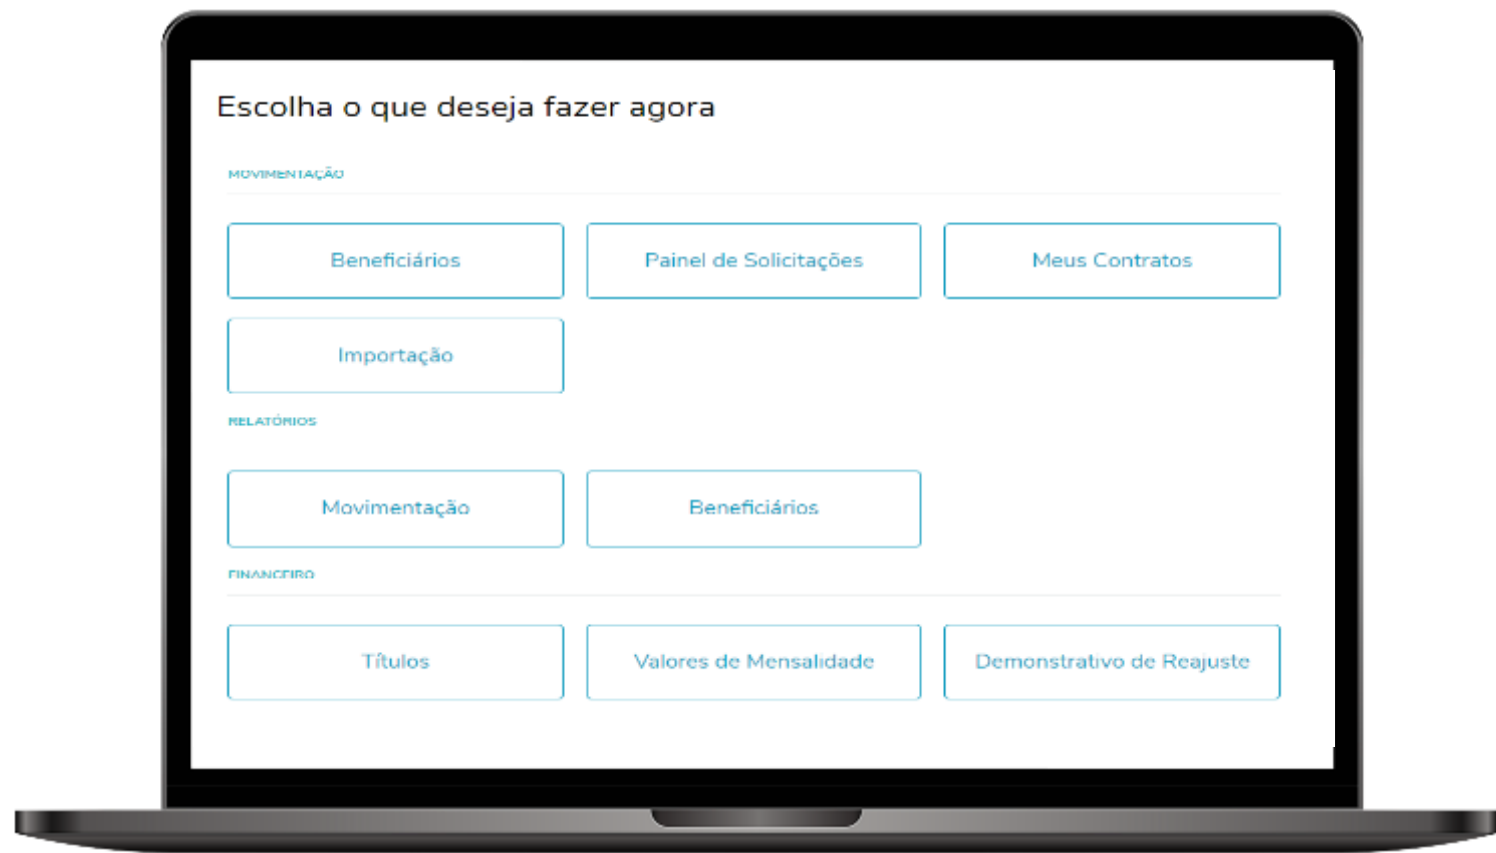 Escolha o que deseja fazer agora
MOVIMENTAÇÃO
Beneficiários
Painel de Solicitações
Meus Contratos
Importação
RELATÓRIOS
Movimentação
Beneficiários
FINANCEIRO
Títulos
Valores de Mensalidade
Demonstrativo de Reajuste